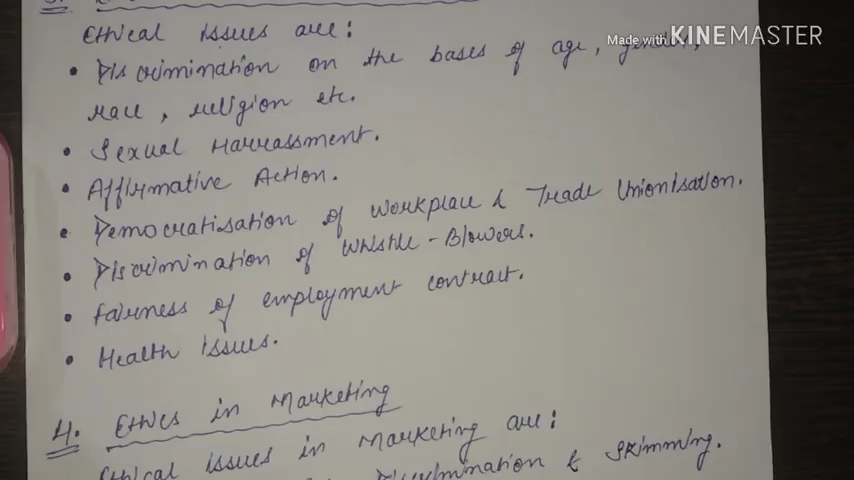 Made with KINEMASTER
Ethical issues are:
• Discrimination on the bases of age, gender,
race, religion etc.
• Sexual Harrassment.
• Affirmative Action.
• Democratisation of workplace & Trade Unionisation.
• Discrimination of Whistle-Blowers.
• Fairness of employment contract.
• Health issues.
4. Ethics in Marketing
Ethical issues in Marketing are:
Discrimination & Skimming.